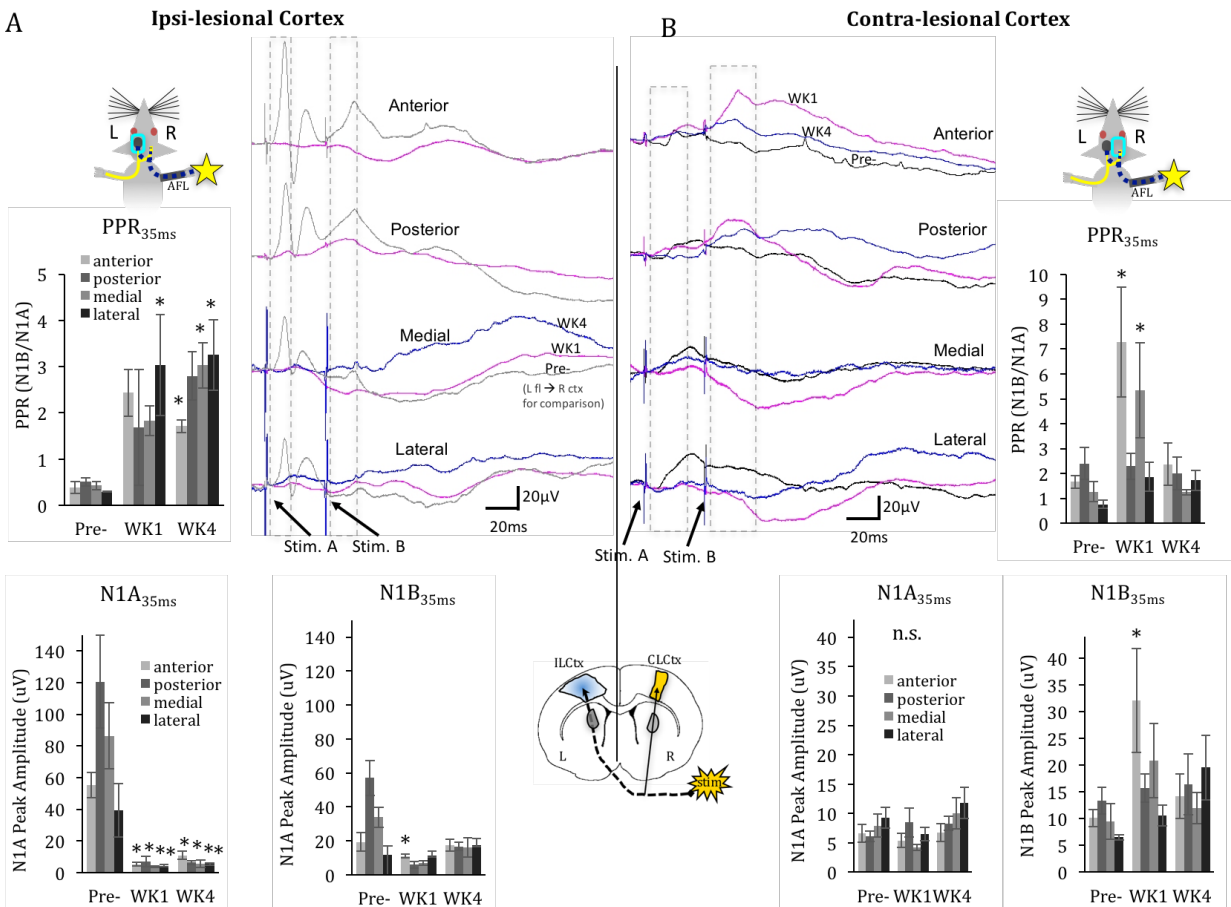 A
Ipsi-lesional Cortex
B
Contra-lesional Cortex
L R
AFL
PPR35ms
anterior
posterior
medial
lateral
PPR (N1B/N1A)
5
4
3
2
1
0
* * * *
Pre- WK1 WK4
Anterior
Posterior
Medial
WK4
WK1
Pre-
(L fl → R ctx
for comparison)
Lateral
20µV
20ms
Stim. A
Stim. B
WK1
WK4
Pre-
Anterior
Posterior
Medial
Lateral
20µV
20ms
Stim. A
Stim. B
L R
AFL
PPR35ms
PPR (N1B/N1A)
10
9
8
7
6
5
4
3
2
1
0
* *
Pre- WK1 WK4
N1A35ms
anterior
posterior
medial
lateral
N1A Peak Amplitude (uV)
140
120
100
80
60
40
20
0
**** ****
Pre- WK1 WK4
N1B35ms
N1A Peak Amplitude (uV)
140
120
100
80
60
40
20
0
*
Pre- WK1 WK4
ILCtx CLCtx
L R
stim
N1A35ms
n.s.
anterior
posterior
medial
lateral
N1A Peak Amplitude (uV)
40
35
30
25
20
15
10
5
0
Pre- WK1 WK4
N1B35ms
anterior
posterior
medial
lateral
N1B Peak Amplitude (uV)
40
35
30
25
20
15
10
5
0
*
Pre- WK1 WK4